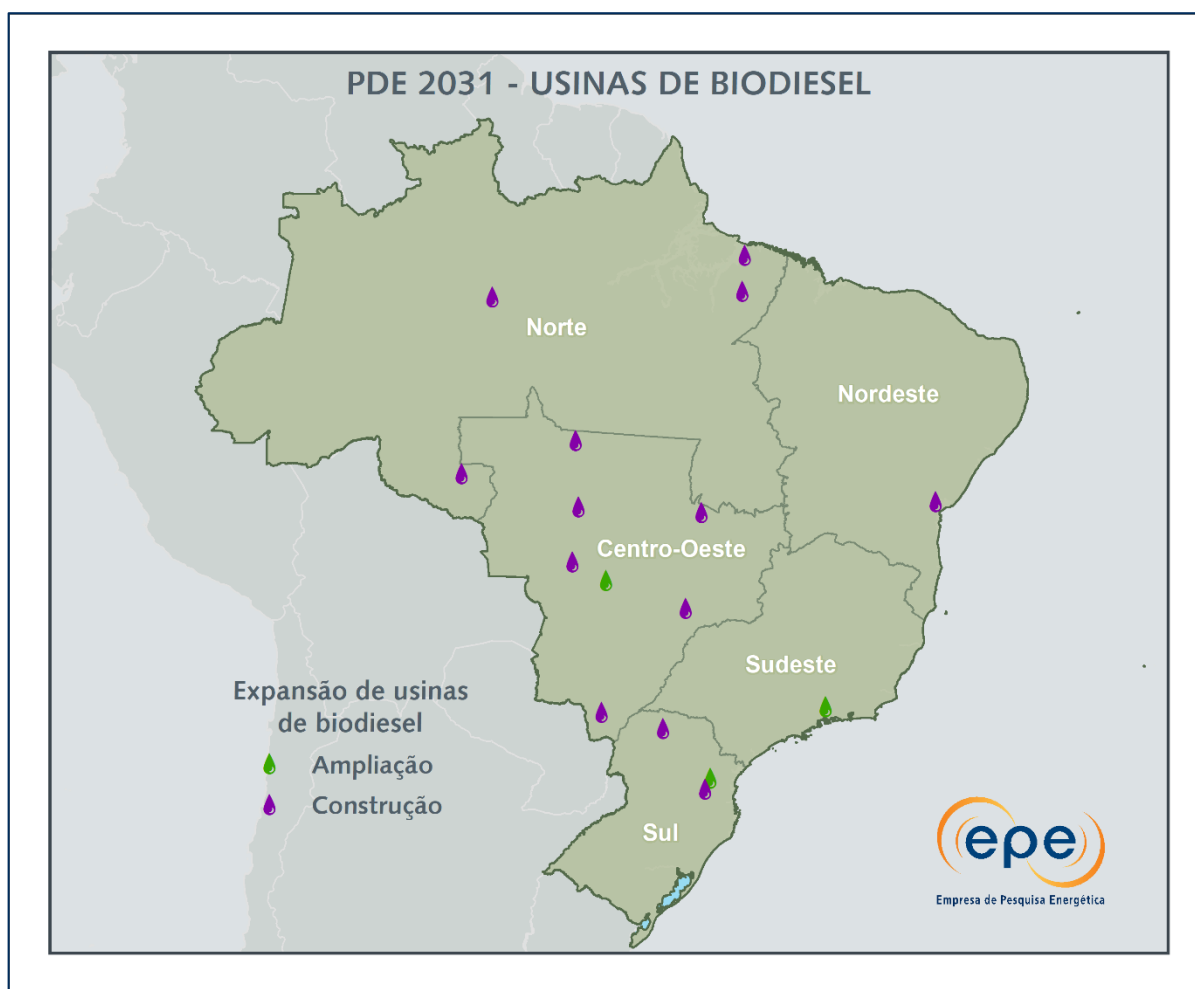 PDE 2031 - USINAS DE BIODIESEL
Norte
Nordeste
Centro-Oeste
Sudeste
Expansão de usinas
de biodiesel
Ampliação
Construção
Sul
epe
Empresa de Pesquisa Energética